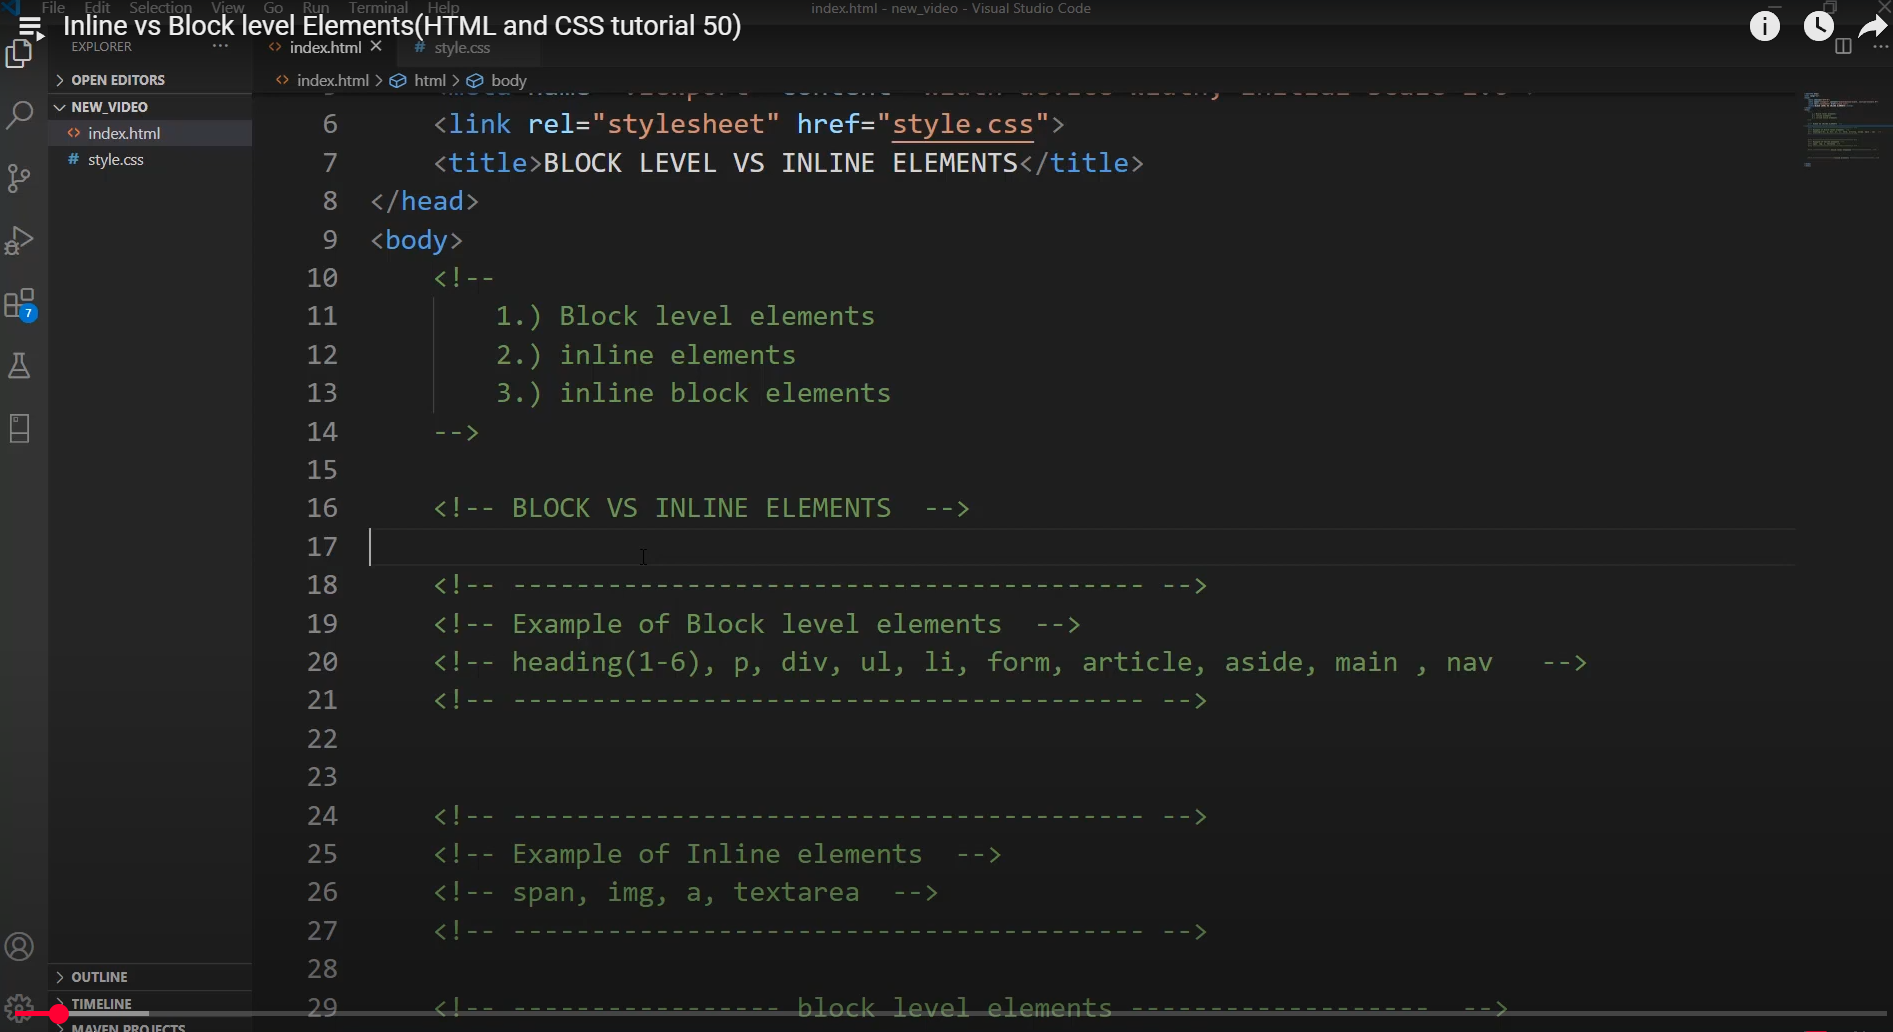 File Edit Selection View Go Run Terminal Help
index.html - new_video - Visual Studio Code
Inline vs Block level Elements(HTML and CSS tutorial 50)
EXPLORER
index.html
# style.css
OPEN EDITORS
index.html > html > body
NEW_VIDEO
<> index.html
# style.css
6 <link rel="stylesheet" href="style.css">
7 <title>BLOCK LEVEL VS INLINE ELEMENTS</title>
8 </head>
9 <body>
10 <!--
11 1.) Block level elements
12 2.) inline elements
13 3.) inline block elements
14 -->
15
16 <!-- BLOCK VS INLINE ELEMENTS -->
17
18 <!-- ---------------------------------------- -->
19 <!-- Example of Block level elements -->
20 <!-- heading(1-6), p, div, ul, li, form, article, aside, main , nav -->
21 <!-- ---------------------------------------- -->
22
23
24 <!-- ---------------------------------------- -->
25 <!-- Example of Inline elements -->
26 <!-- span, img, a, textarea -->
27 <!-- ---------------------------------------- -->
28
29 <!-- ----------------- block level elements ------------------- -->
7
OUTLINE
TIMELINE
MAVEN PROJECTS